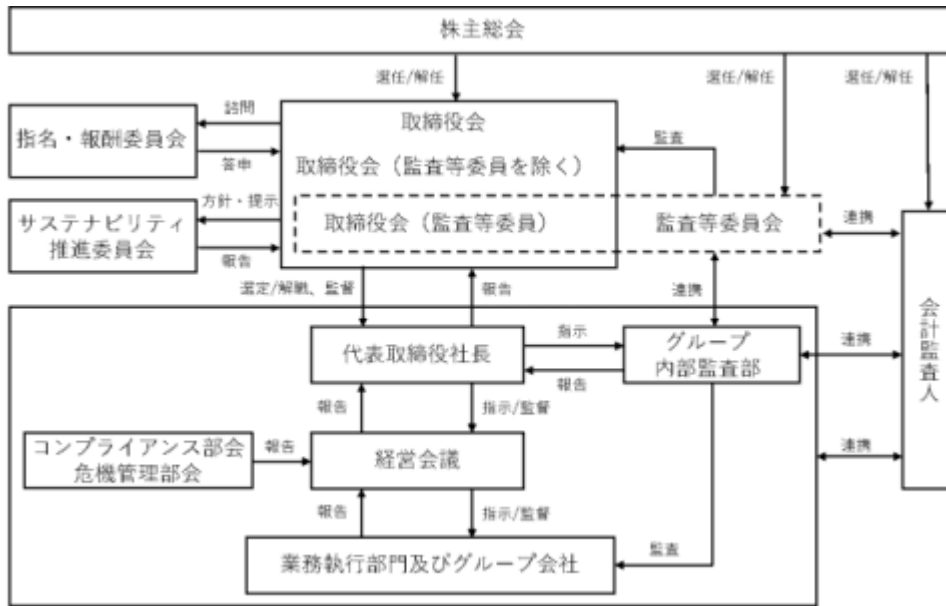 株主総会
選任/解任
選任/解任
選任/解任
諮問
指名・報酬委員会
答申
取締役会
監査
取締役会（監査等委員を除く）
方針・提示
サステナビリティ
推進委員会
報告
取締役会（監査等委員）
監査等委員会
連携
選定/解職、監督
報告
連携
会計監査人
代表取締役社長
指示
報告
グループ
内部監査部
連携
報告
指示/監督
コンプライアンス部会
危機管理部会
報告
経営会議
連携
報告
指示/監督
業務執行部門及びグループ会社
監査